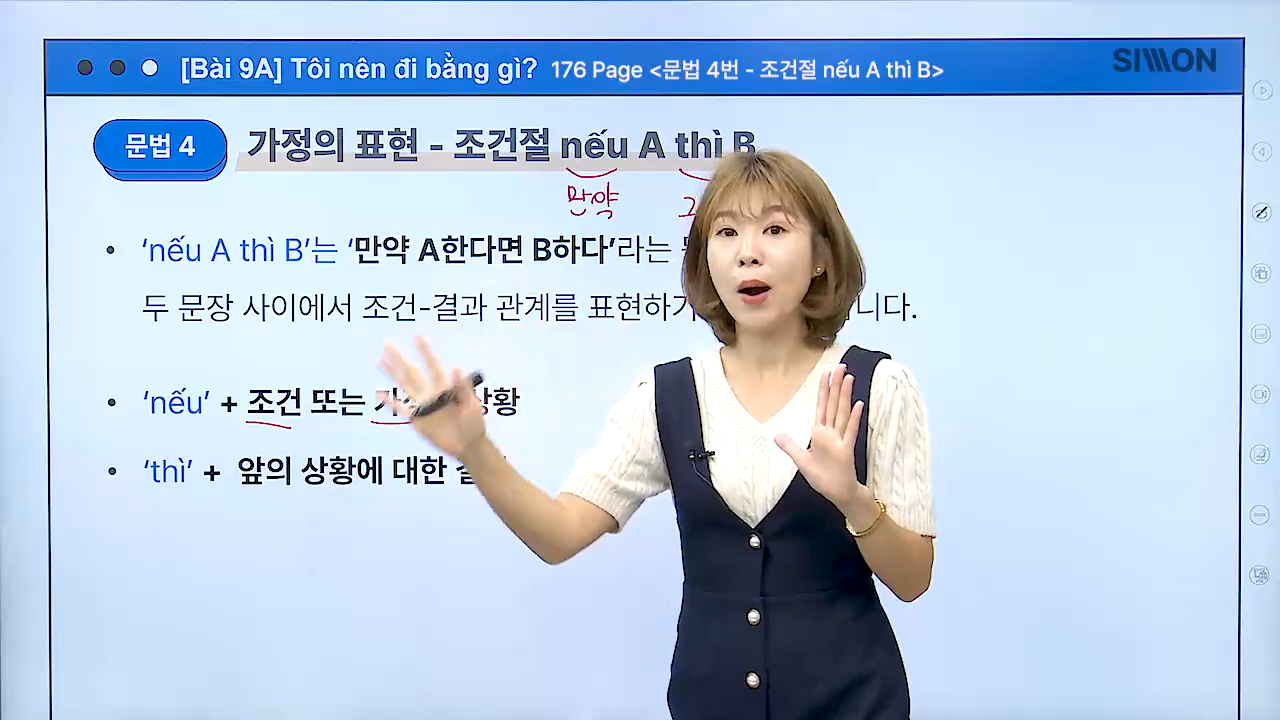 [Bài 9A] Tôi nên đi bằng gì? 176 Page <문법 4번 - 조건절 nếu A thì B>
SIWON
문법 4
가정의 표현 - 조건절 nếu A thì B
만약
• ‘nếu A thì B’는 ‘만약 A한다면 B하다’라는
두 문장 사이에서 조건-결과 관계를 표현하기 니다.
• ‘nếu’ + 조건 또는 상황
• ‘thì’ + 앞의 상황에 대한